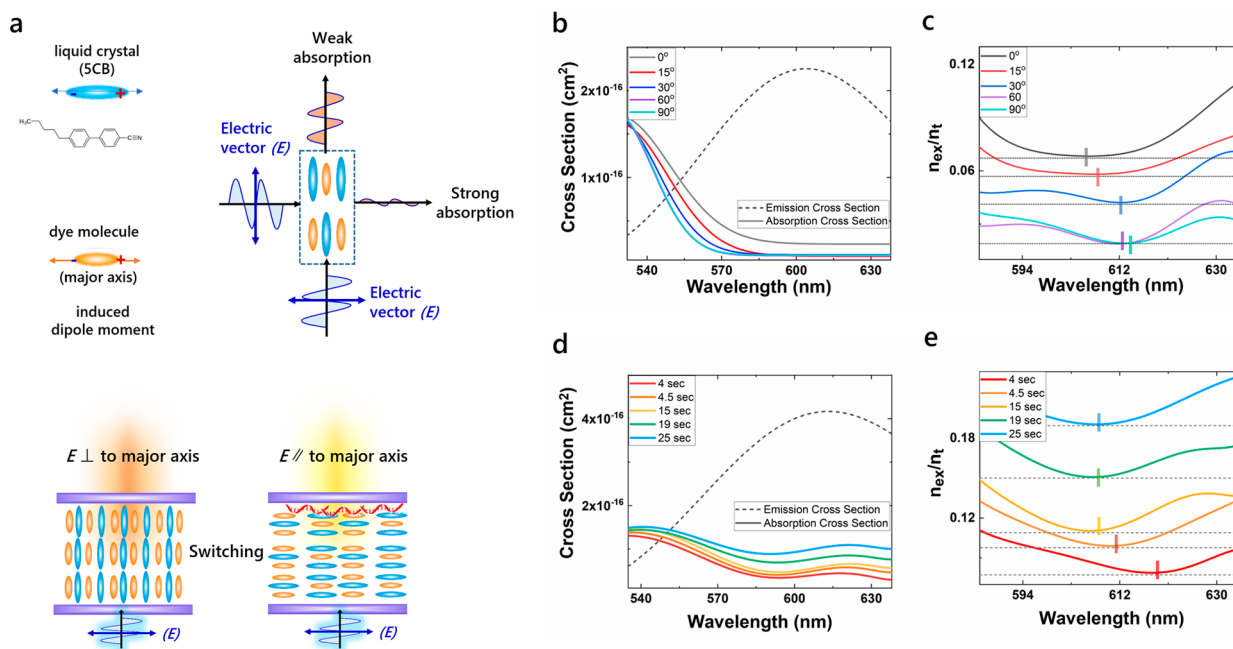 a
liquid crystal
(5CB)
-
+
H₃C
C≡N
dye molecule
-
+
(major axis)
induced
dipole moment
Weak
absorption
Electric
vector (E)
Strong
absorption
Electric
vector (E)
E ⊥ to major axis
E // to major axis
Switching
(E)
(E)
b
Cross Section (cm²)
2x10⁻¹⁶
1x10⁻¹⁶
0°
15°
30°
60°
90°
Emission Cross Section
Absorption Cross Section
540
570
600
630
Wavelength (nm)
c
nex/nt
0.12
0.06
0°
15°
30°
60
90°
594
612
630
Wavelength (nm)
d
Cross Section (cm²)
4x10⁻¹⁶
2x10⁻¹⁶
4 sec
4.5 sec
15 sec
19 sec
25 sec
Emission Cross Section
Absorption Cross Section
540
570
600
630
Wavelength (nm)
e
nex/nt
0.18
0.12
4 sec
4.5 sec
15 sec
19 sec
25 sec
594
612
630
Wavelength (nm)